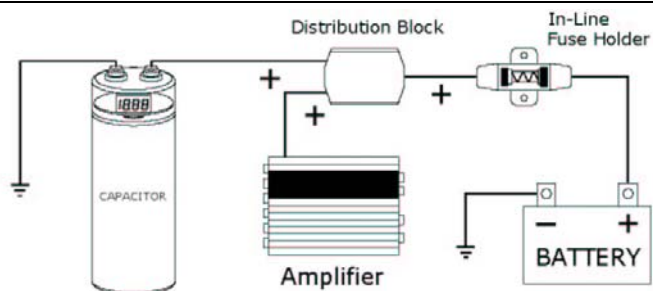 Distribution Block
In-Line
Fuse Holder
+
+
+
1888
CAPACITOR
Amplifier
− +
BATTERY